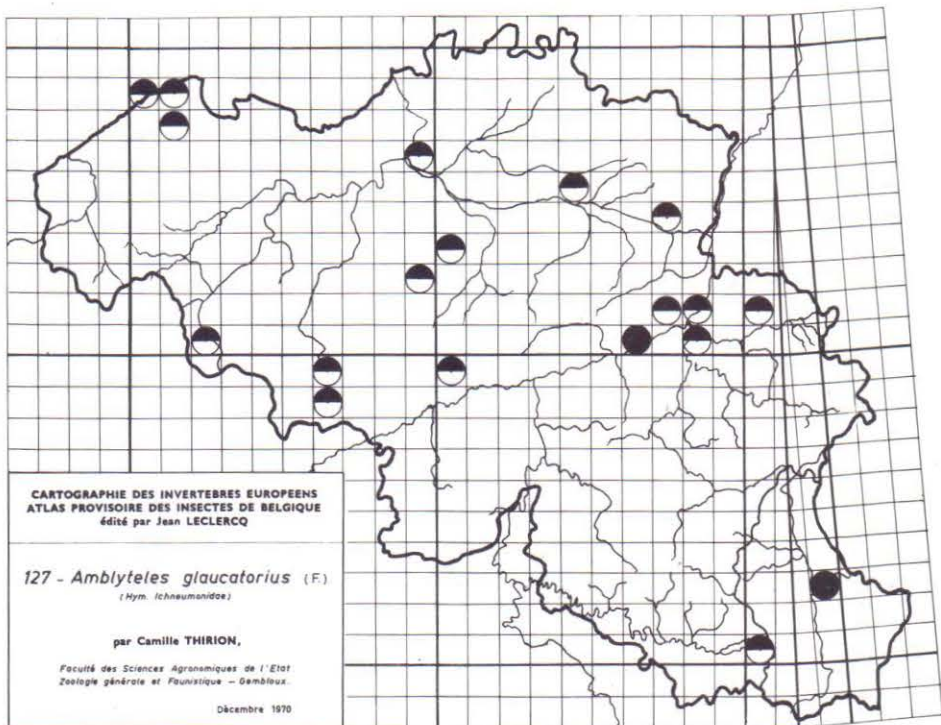 CARTOGRAPHIE DES INVERTEBRES EUROPEENS
ATLAS PROVISOIRE DES INSECTES DE BELGIQUE
édité par Jean LECLERCQ
127 - Amblyteles glaucatorius (F.)
(Hym. Ichneumonidae)
par Camille THIRION,
Faculté des Sciences Agronomiques de l'Etat
Zoologie générale et Faunistique - Gembloux.
Décembre 1970